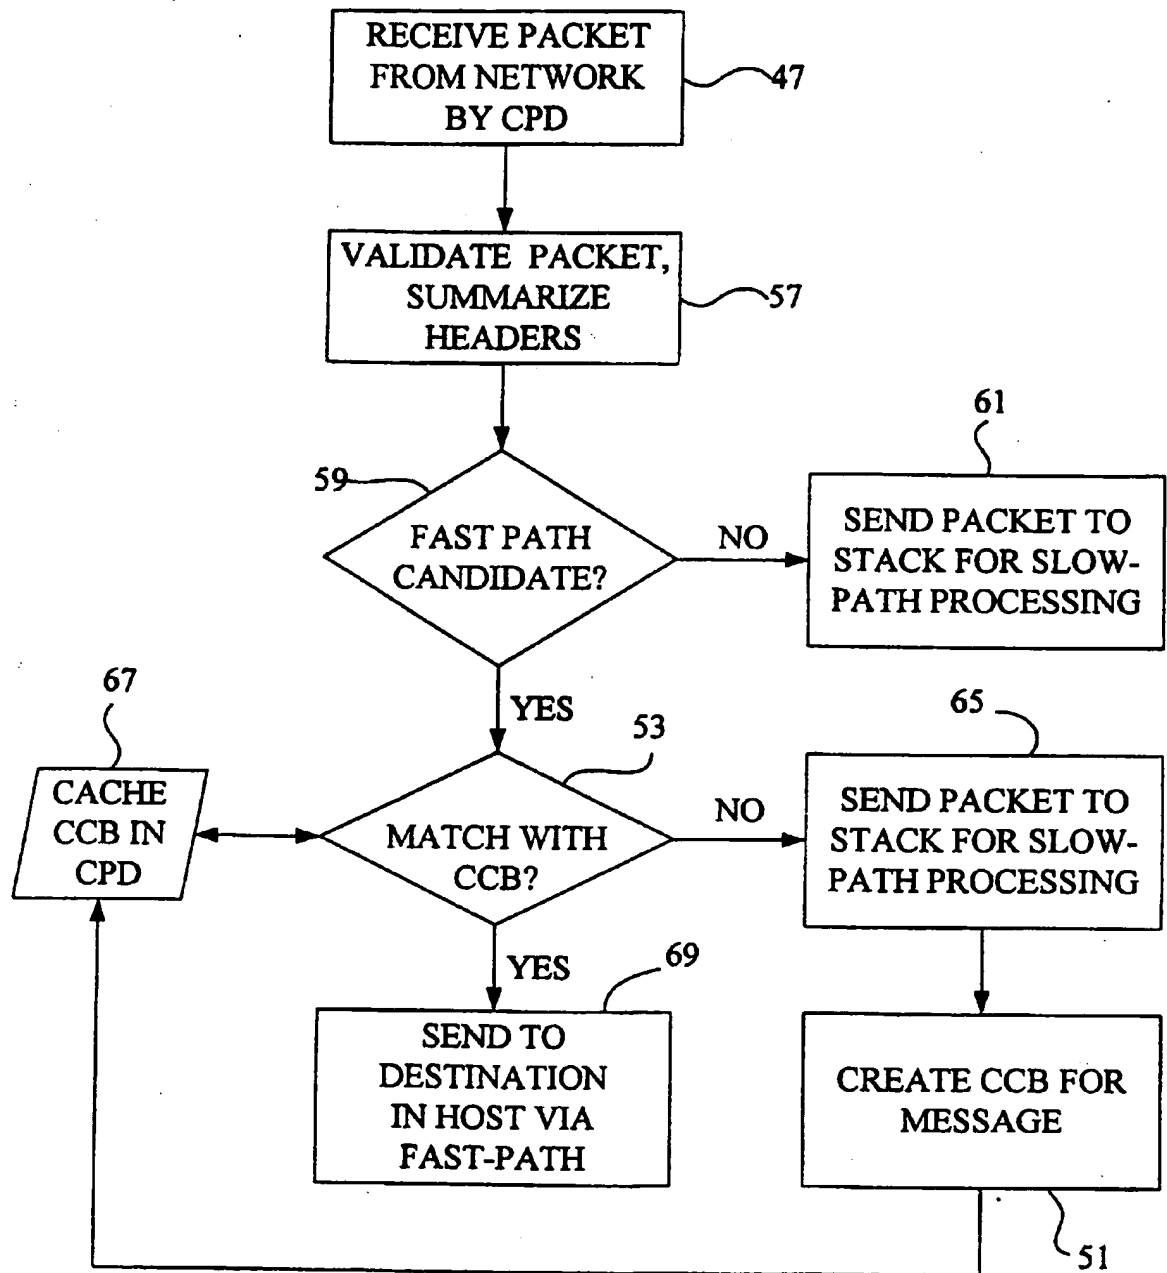 RECEIVE PACKET
FROM NETWORK
BY CPD
47
VALIDATE PACKET,
SUMMARIZE
HEADERS
57
59
FAST PATH
CANDIDATE?
NO
61
SEND PACKET TO
STACK FOR SLOW-
PATH PROCESSING
YES
67
CACHE
CCB IN
CPD
53
MATCH WITH
CCB?
NO
65
SEND PACKET TO
STACK FOR SLOW-
PATH PROCESSING
YES
69
SEND TO
DESTINATION
IN HOST VIA
FAST-PATH
CREATE CCB FOR
MESSAGE
51